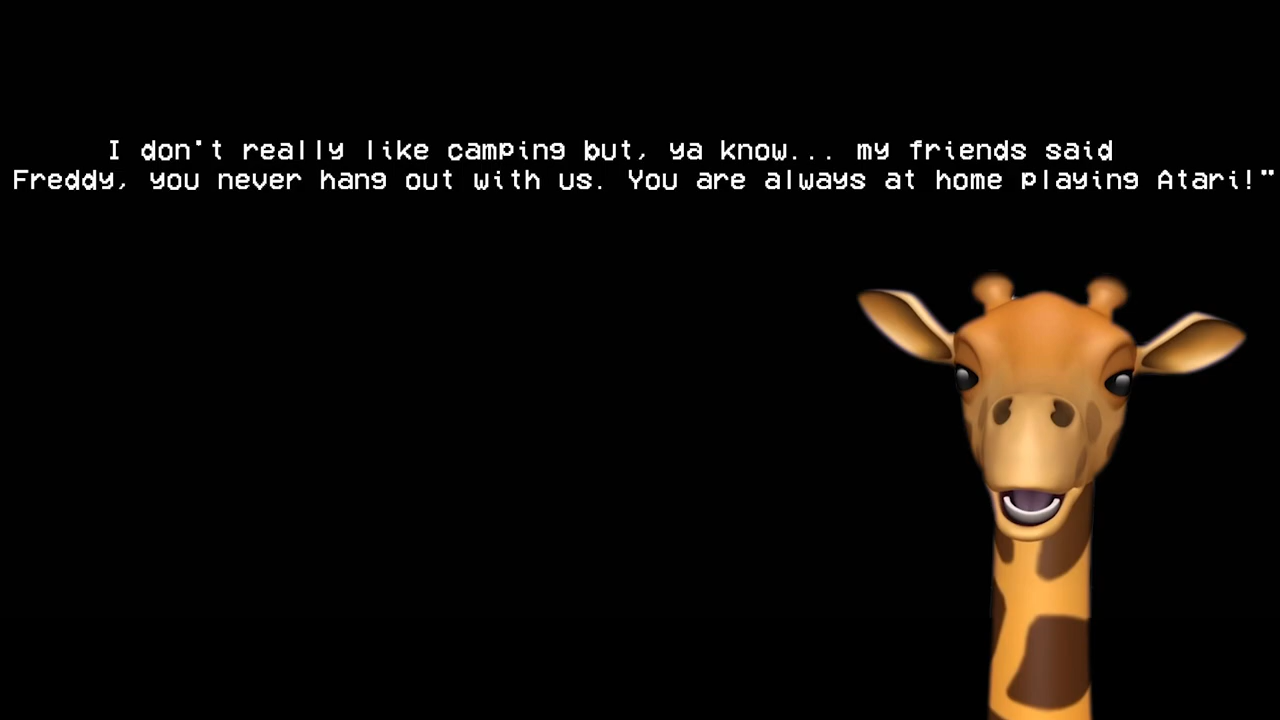 I don't really like camping but, ya know... my friends said
Freddy, you never hang out with us. You are always at home playing Atari!"